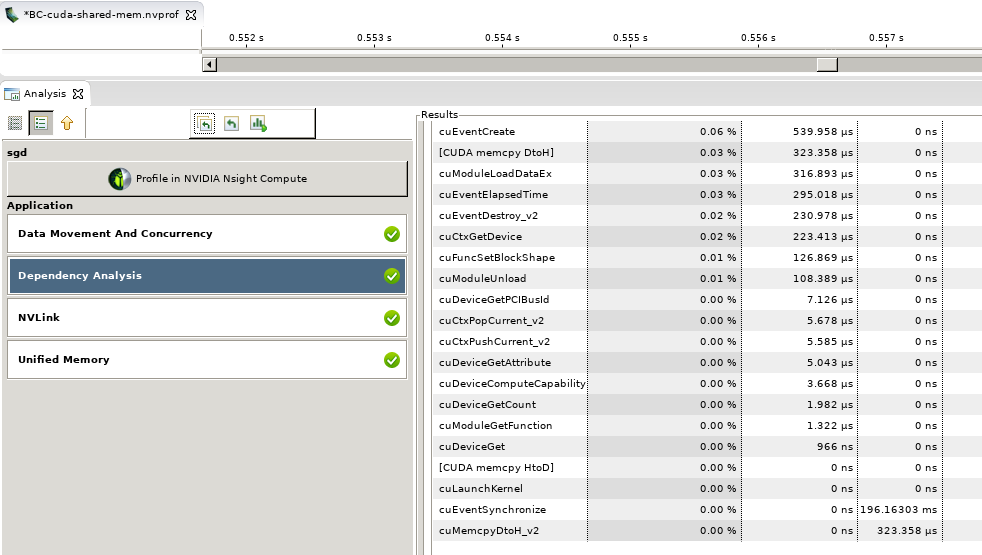 *BC-cuda-shared-mem.nvprof
0.552 s 0.553 s 0.554 s 0.555 s 0.556 s 0.557 s
Analysis
Results
sgd
Profile in NVIDIA Nsight Compute
Application
Data Movement And Concurrency
Dependency Analysis
NVLink
Unified Memory
cuEventCreate 0.06 % 539.958 µs 0 ns
[CUDA memcpy DtoH] 0.03 % 323.358 µs 0 ns
cuModuleLoadDataEx 0.03 % 316.893 µs 0 ns
cuEventElapsedTime 0.03 % 295.018 µs 0 ns
cuEventDestroy_v2 0.02 % 230.978 µs 0 ns
cuCtxGetDevice 0.02 % 223.413 µs 0 ns
cuFuncSetBlockShape 0.01 % 126.869 µs 0 ns
cuModuleUnload 0.01 % 108.389 µs 0 ns
cuDeviceGetPCIBusId 0.00 % 7.126 µs 0 ns
cuCtxPopCurrent_v2 0.00 % 5.678 µs 0 ns
cuCtxPushCurrent_v2 0.00 % 5.585 µs 0 ns
cuDeviceGetAttribute 0.00 % 5.043 µs 0 ns
cuDeviceComputeCapability 0.00 % 3.668 µs 0 ns
cuDeviceGetCount 0.00 % 1.982 µs 0 ns
cuModuleGetFunction 0.00 % 1.322 µs 0 ns
cuDeviceGet 0.00 % 966 ns 0 ns
[CUDA memcpy HtoD] 0.00 % 0 ns 0 ns
cuLaunchKernel 0.00 % 0 ns 0 ns
cuEventSynchronize 0.00 % 0 ns 196.16303 ms
cuMemcpyDtoH_v2 0.00 % 0 ns 323.358 µs